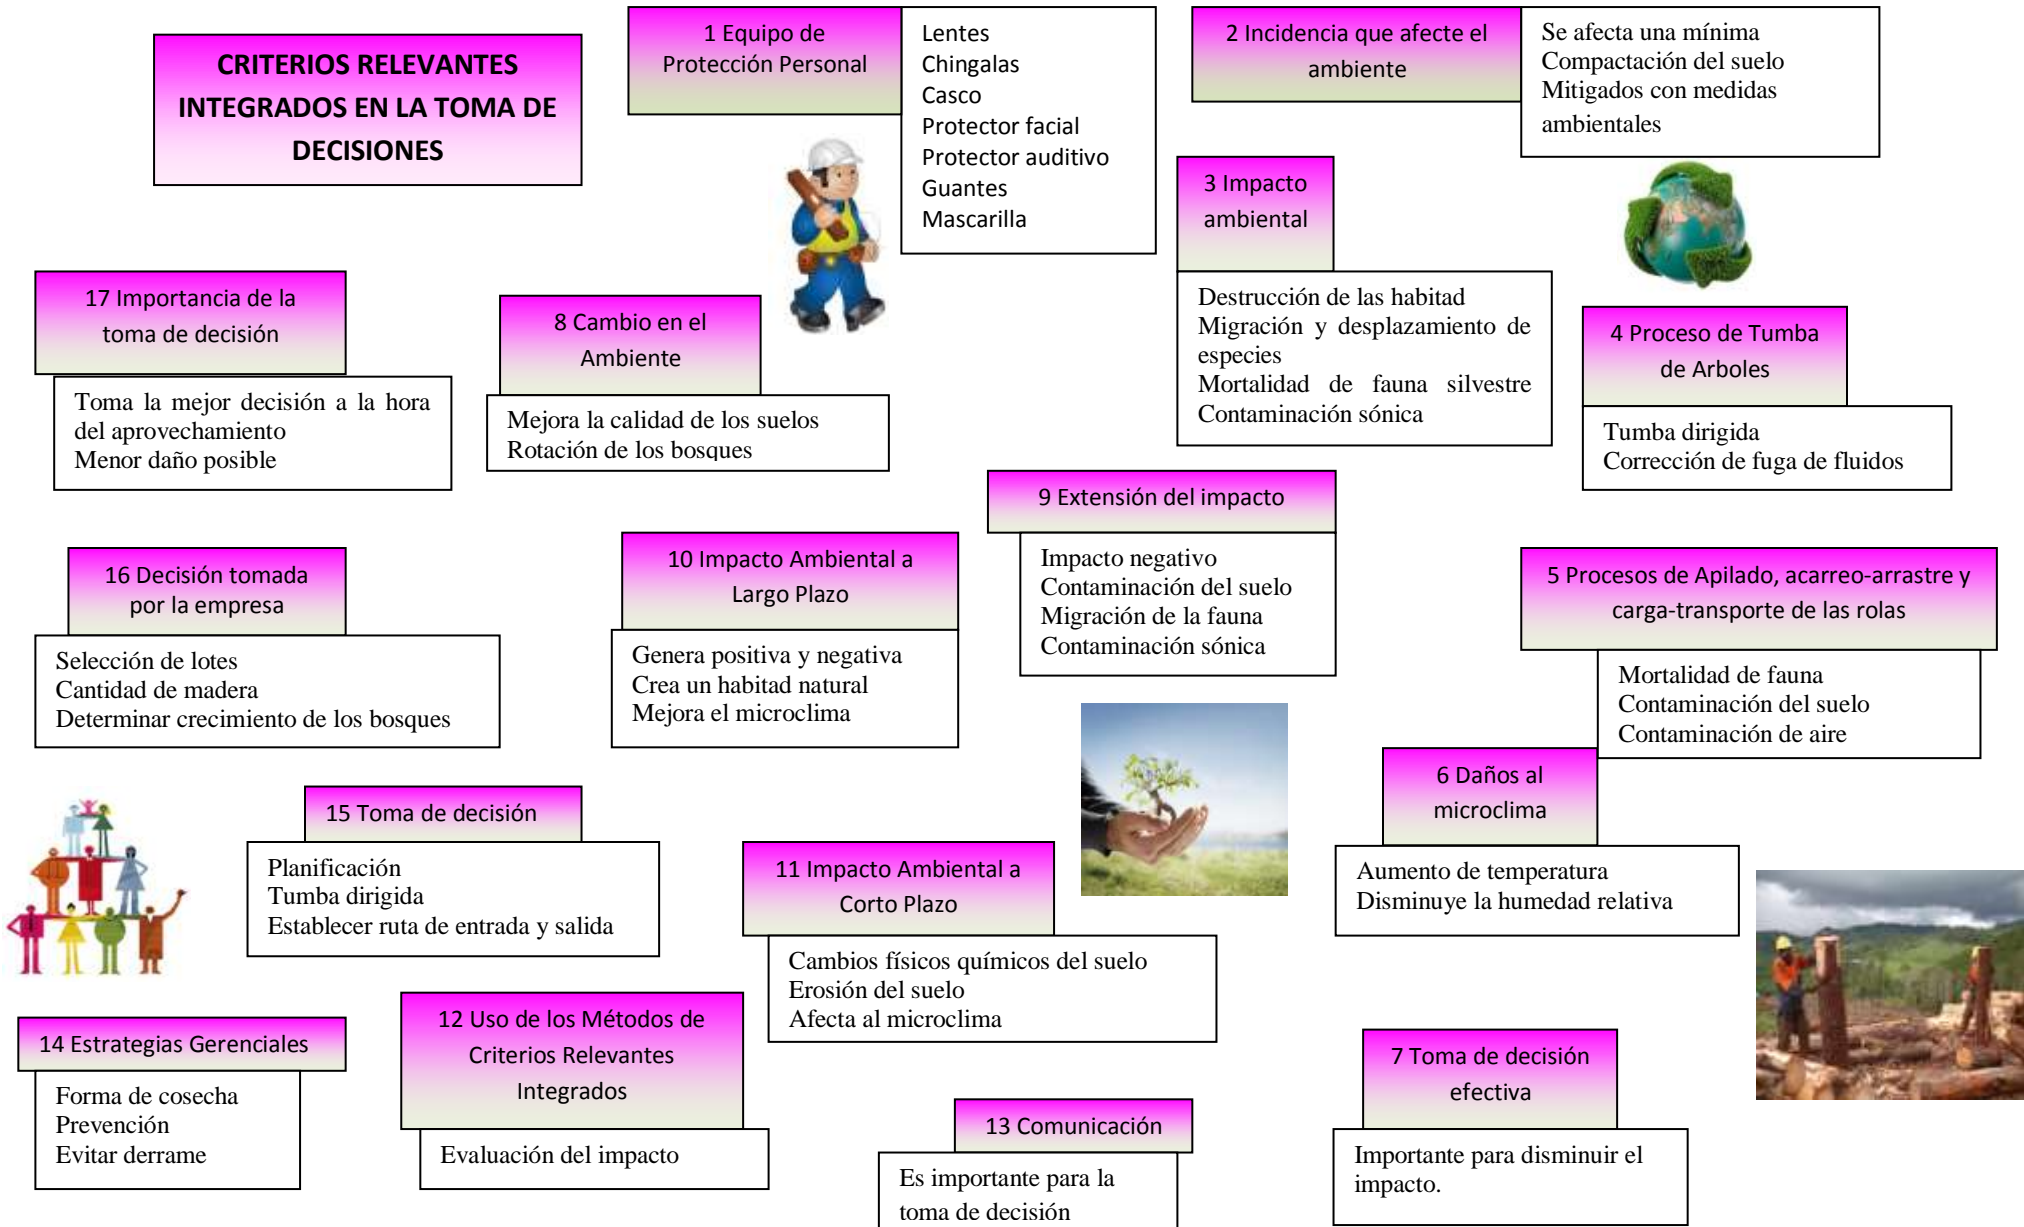 CRITERIOS RELEVANTES
INTEGRADOS EN LA TOMA DE
DECISIONES
1 Equipo de
Protección Personal
Lentes
Chingalas
Casco
Protector facial
Protector auditivo
Guantes
Mascarilla
2 Incidencia que afecte el
ambiente
Se afecta una mínima
Compactación del suelo
Mitigados con medidas
ambientales
3 Impacto
ambiental
Destrucción de las habitad
Migración y desplazamiento de
especies
Mortalidad de fauna silvestre
Contaminación sónica
4 Proceso de Tumba
de Arboles
Tumba dirigida
Corrección de fuga de fluidos
5 Procesos de Apilado, acarreo-arrastre y
carga-transporte de las rolas
Mortalidad de fauna
Contaminación del suelo
Contaminación de aire
6 Daños al
microclima
Aumento de temperatura
Disminuye la humedad relativa
7 Toma de decisión
efectiva
Importante para disminuir el
impacto.
8 Cambio en el
Ambiente
Mejora la calidad de los suelos
Rotación de los bosques
9 Extensión del impacto
Impacto negativo
Contaminación del suelo
Migración de la fauna
Contaminación sónica
10 Impacto Ambiental a
Largo Plazo
Genera positiva y negativa
Crea un habitad natural
Mejora el microclima
11 Impacto Ambiental a
Corto Plazo
Cambios físicos químicos del suelo
Erosión del suelo
Afecta al microclima
12 Uso de los Métodos de
Criterios Relevantes
Integrados
Evaluación del impacto
13 Comunicación
Es importante para la
toma de decisión
14 Estrategias Gerenciales
Forma de cosecha
Prevención
Evitar derrame
15 Toma de decisión
Planificación
Tumba dirigida
Establecer ruta de entrada y salida
16 Decisión tomada
por la empresa
Selección de lotes
Cantidad de madera
Determinar crecimiento de los bosques
17 Importancia de la
toma de decisión
Toma la mejor decisión a la hora
del aprovechamiento
Menor daño posible